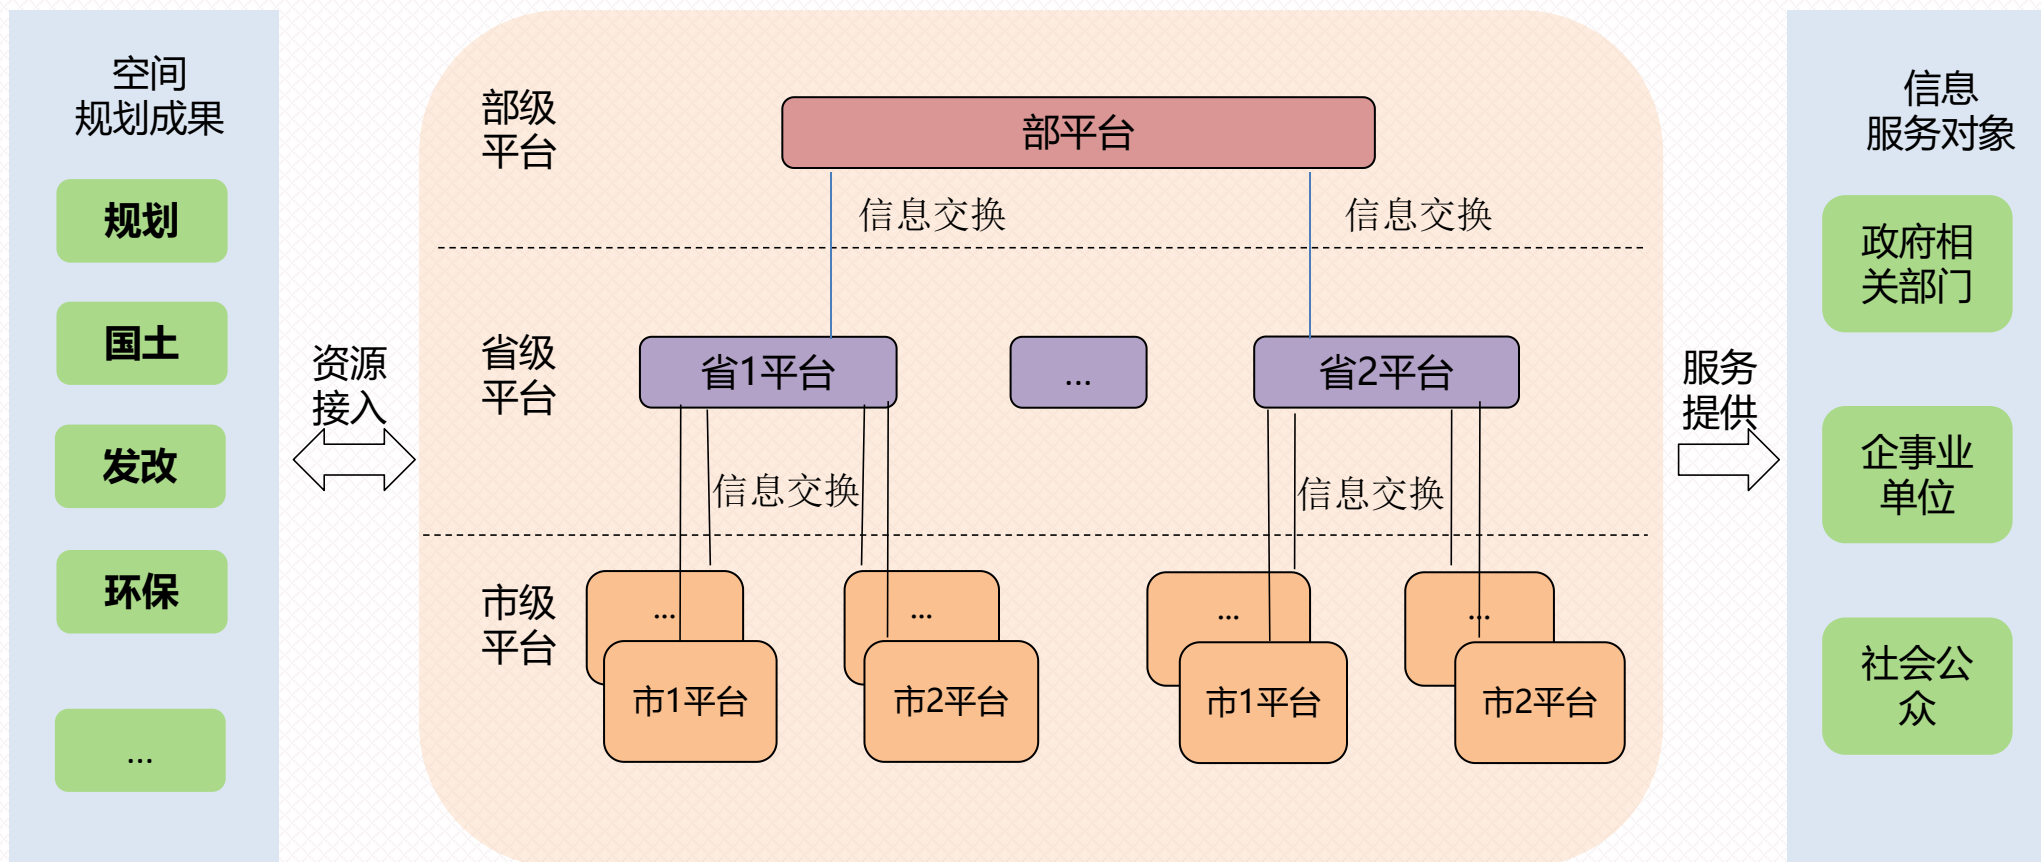 空间
规划成果
规划
国土
发改
环保
...
资源
接入
部级
平台
部平台
信息交换
信息交换
省级
平台
省1平台
...
省2平台
信息交换
信息交换
市级
平台
...
市1平台
...
市2平台
...
市1平台
...
市2平台
服务
提供
信息
服务对象
政府相
关部门
企事业
单位
社会公
众